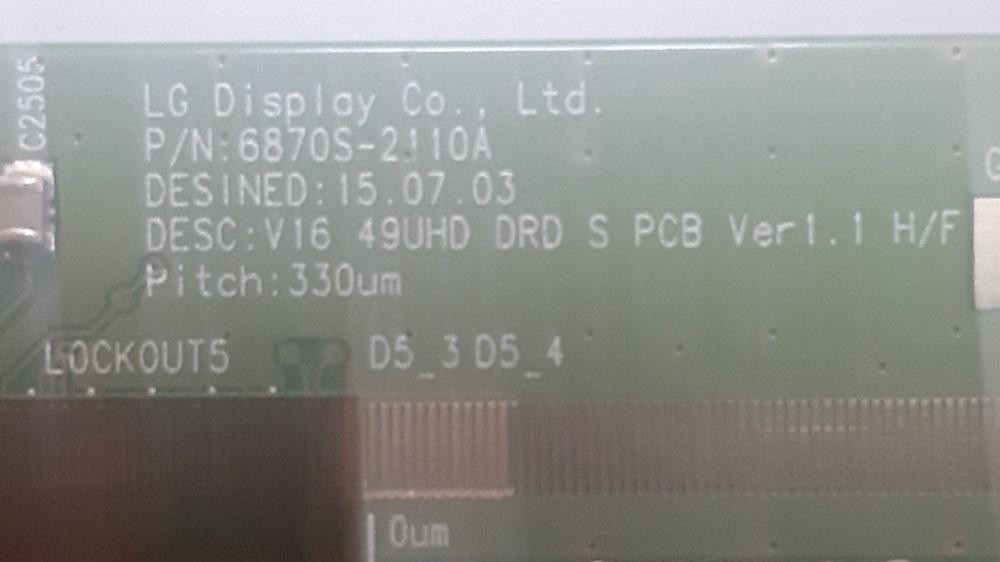 C2505
LG Display Co., Ltd.
P/N:6870S-2110A
DESINED:15.07.03
DESC:V16 49UHD DRD S PCB Ver1.1 H/F
Pitch:330um
LOCKOUT5
D5_3 D5_4
0um